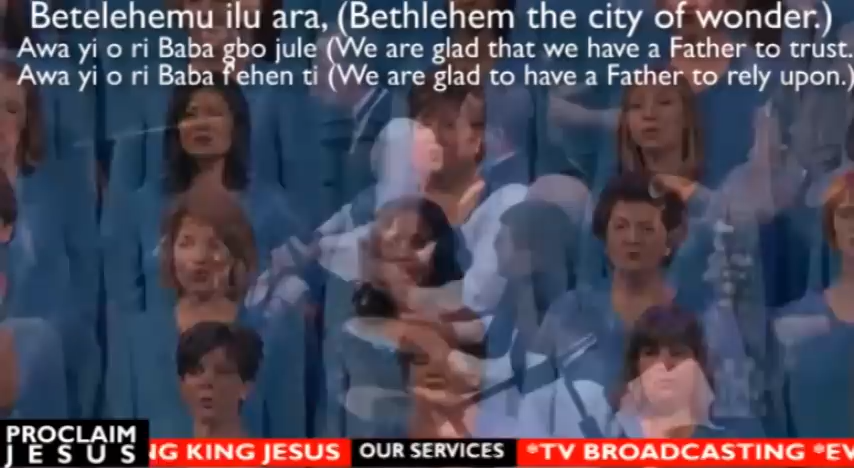 Betelehemu ilu ara, (Bethlehem the city of wonder.)
Awa yi o ri Baba gbo jule (We are glad that we have a Father to trust.
Awa yi o ri Baba f'ehen ti (We are glad to have a Father to rely upon.)
PROCLAIM
JESUS
NG KING JESUS OUR SERVICES *TV BROADCASTING *EV